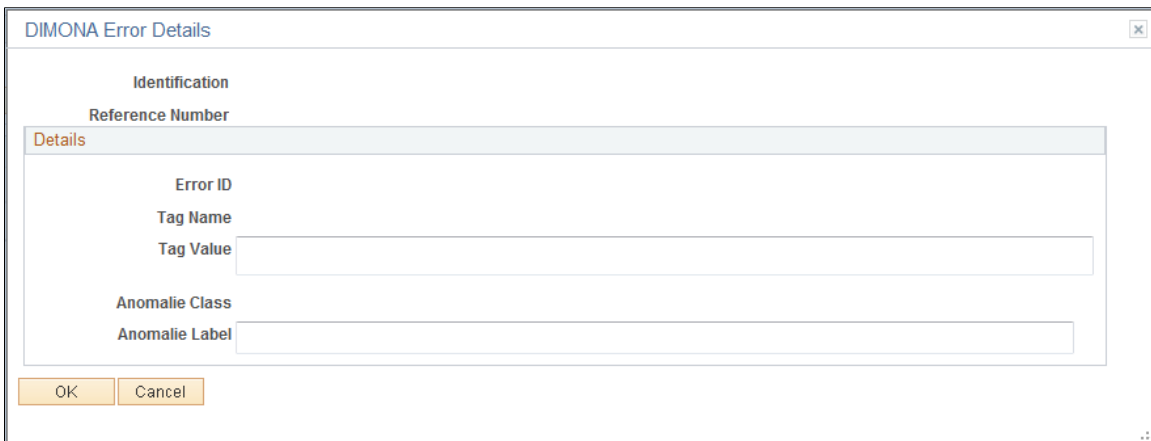 DIMONA Error Details
Identification
Reference Number
Details
Error ID
Tag Name
Tag Value
Anomalie Class
Anomalie Label
OK Cancel